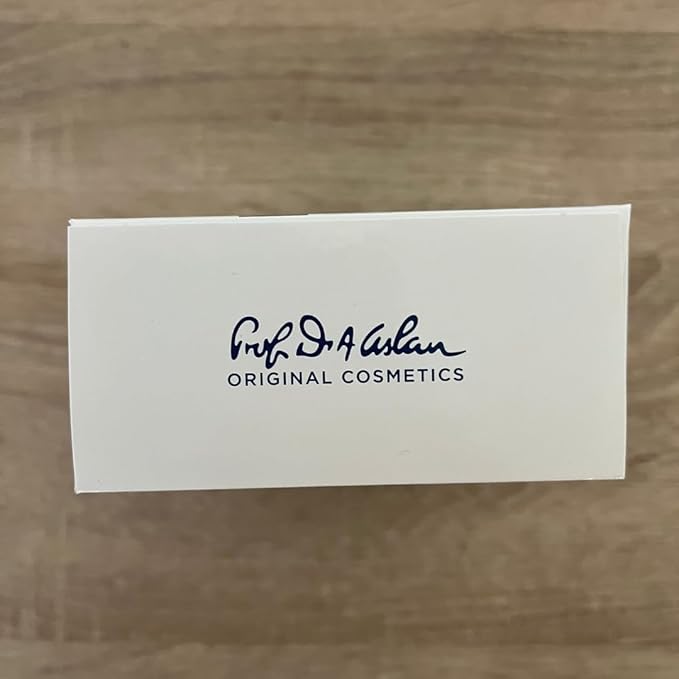 Prof. Dr A Aslan
ORIGINAL COSMETICS